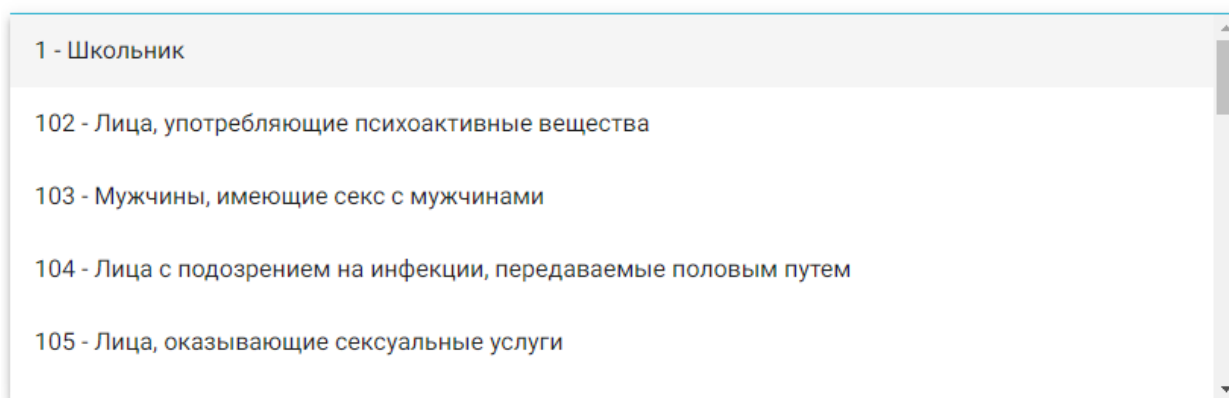 1 - Школьник
102 - Лица, употребляющие психоактивные вещества
103 - Мужчины, имеющие секс с мужчинами
104 - Лица с подозрением на инфекции, передаваемые половым путем
105 - Лица, оказывающие сексуальные услуги